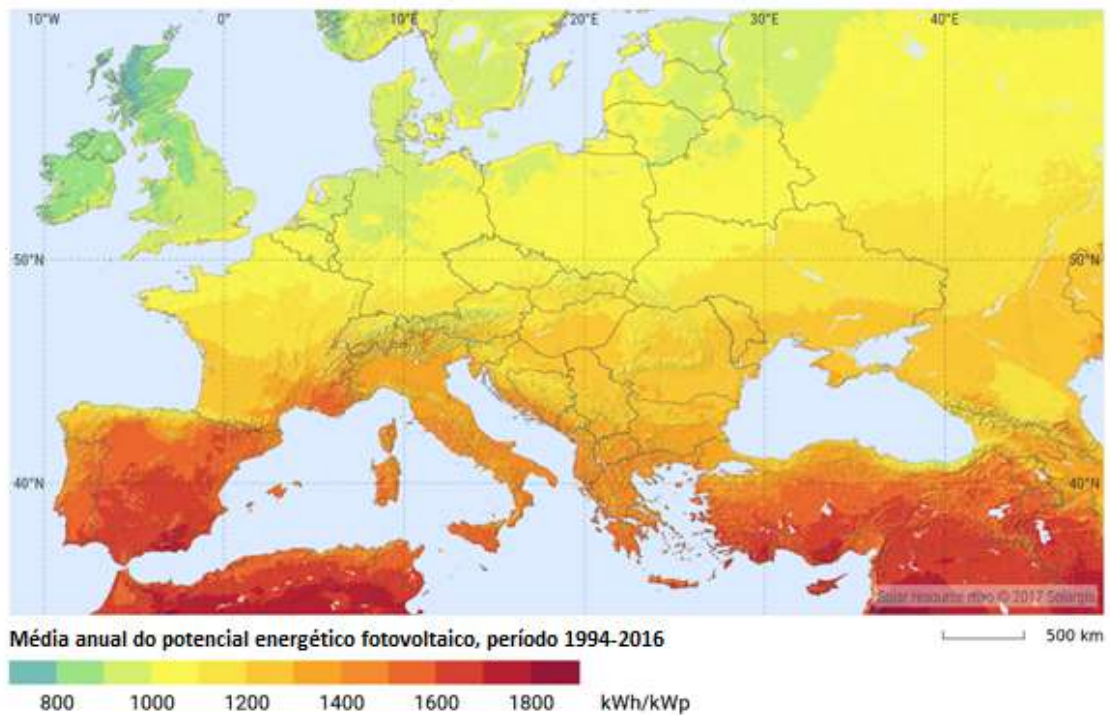 10°W 0° 10°E 20°E 30°E 40°E
50°N 50°N
40°N 40°N
Solar resource map © 2017 Solargis
Média anual do potencial energético fotovoltaico, período 1994-2016
500 km
800 1000 1200 1400 1600 1800 kWh/kWp